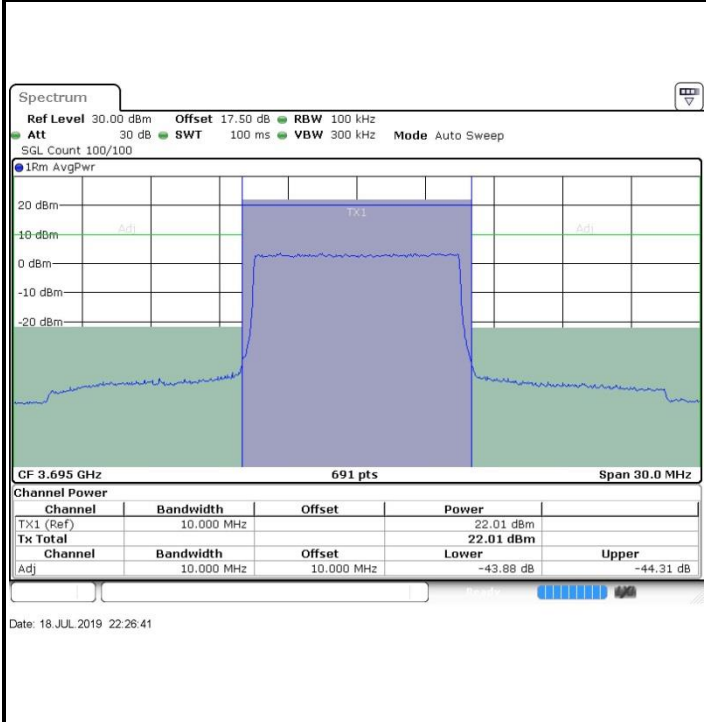 Spectrum
Ref Level 30.00 dBm Offset 17.50 dB RBW 100 kHz
Att 30 dB SWT 100 ms VBW 300 kHz Mode Auto Sweep
SGL Count 100/100
1Rm AvgPwr
20 dBm
TX1
10 dBm
Adj Adj
0 dBm
-10 dBm
-20 dBm
CF 3.695 GHz 691 pts Span 30.0 MHz
Channel Power
Channel Bandwidth Offset Power
TX1 (Ref) 10.000 MHz 22.01 dBm
Tx Total 22.01 dBm
Channel Bandwidth Offset Lower Upper
Adj 10.000 MHz 10.000 MHz -43.88 dB -44.31 dB
Ready
Date: 18.JUL.2019 22:26:41